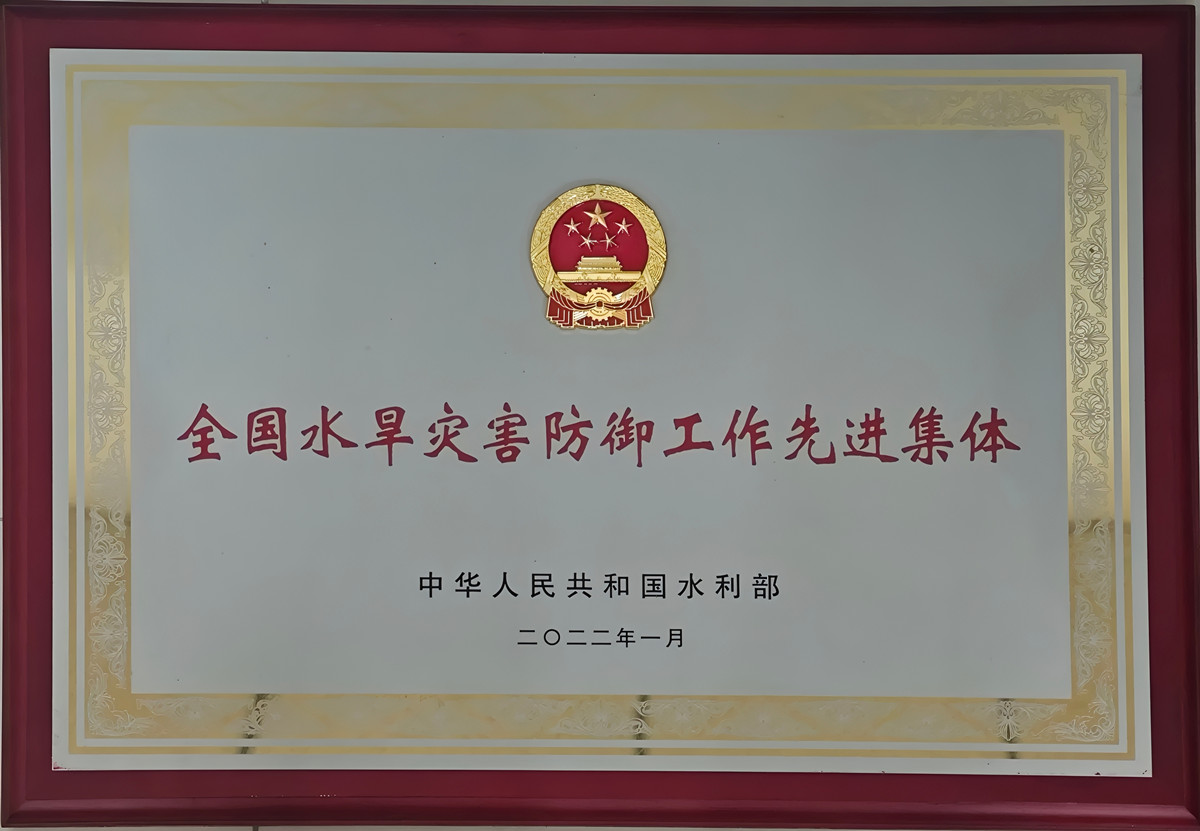 全国水旱灾害防御工作先进集体
中华人民共和国水利部
二〇二二年一月